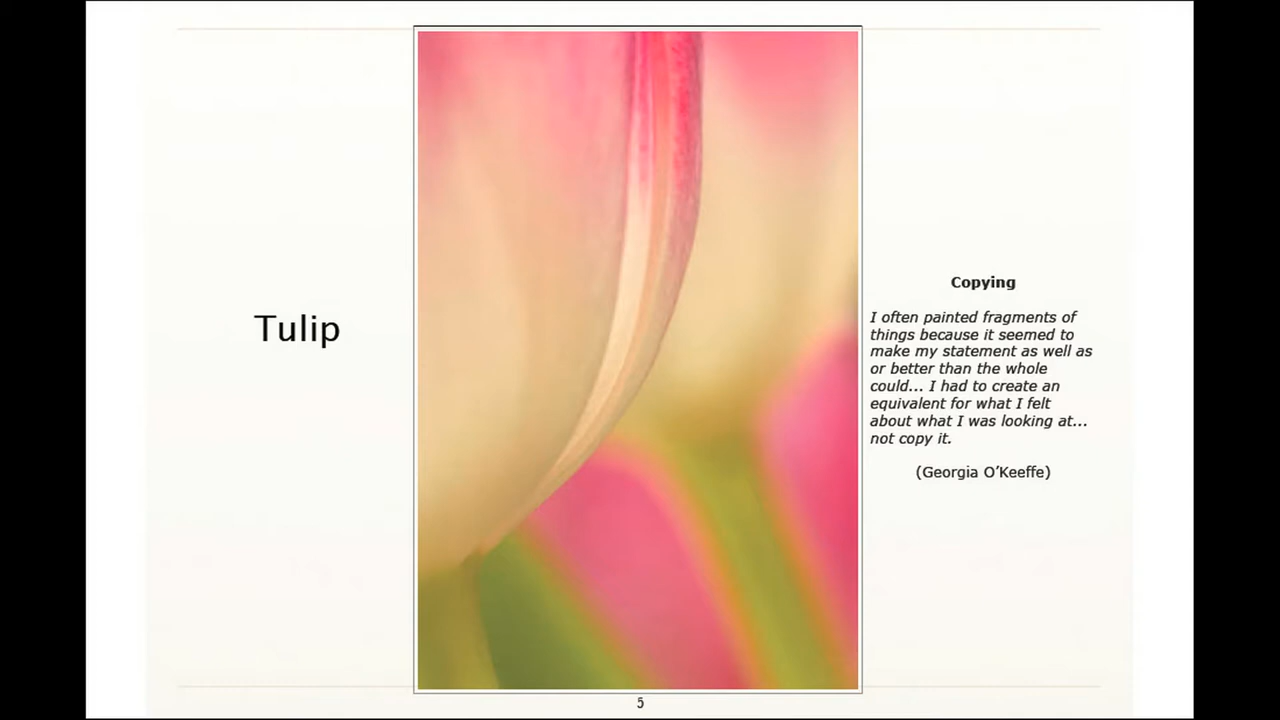 Tulip
Copying
I often painted fragments of
things because it seemed to
make my statement as well as
or better than the whole
could... I had to create an
equivalent for what I felt
about what I was looking at...
not copy it.
(Georgia O’Keeffe)
5